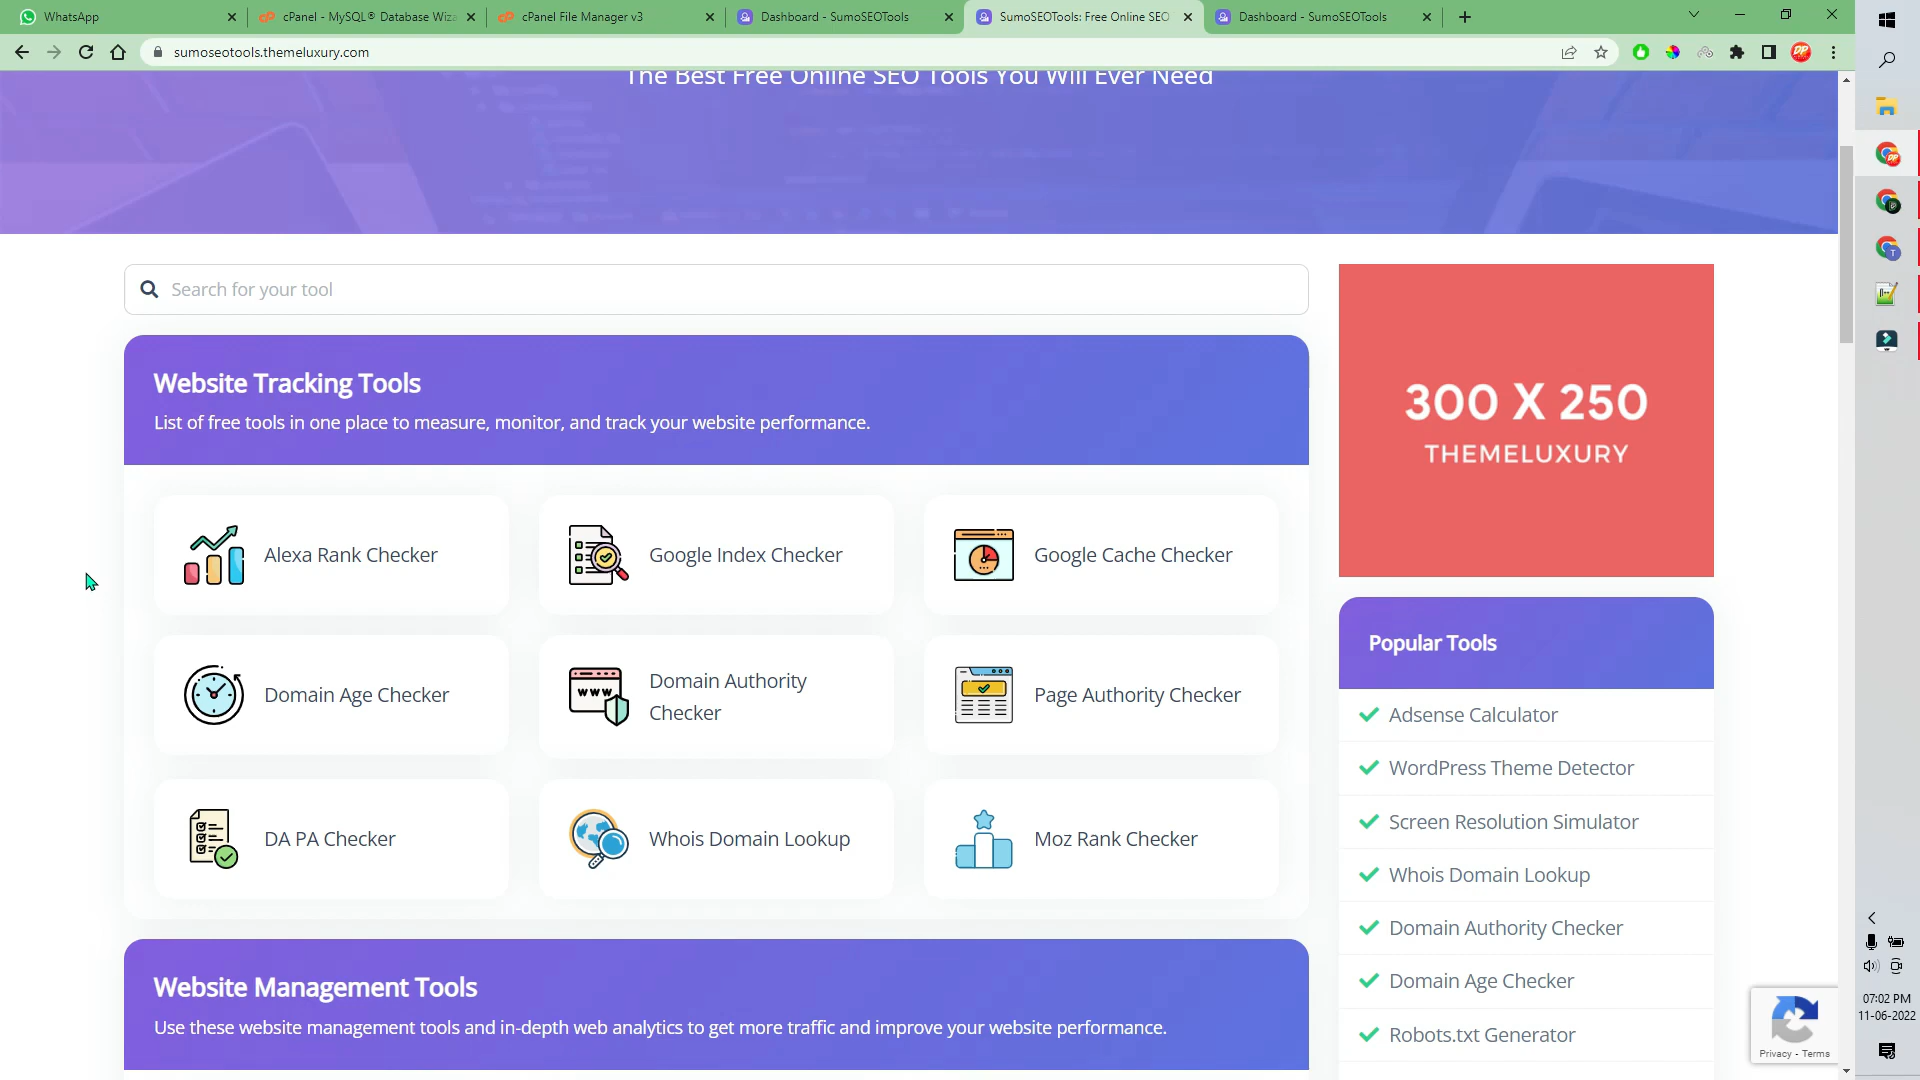 WhatsApp
cPanel - MySQL® Database Wiza
cPanel File Manager v3
Dashboard - SumoSEOTools
SumoSEOTools: Free Online SEO
Dashboard - SumoSEOTools
sumoseotools.themeluxury.com
The Best Free Online SEO Tools You Will Ever Need
Search for your tool
Website Tracking Tools
List of free tools in one place to measure, monitor, and track your website performance.
Alexa Rank Checker
Google Index Checker
Google Cache Checker
Domain Age Checker
Domain Authority
Checker
Page Authority Checker
DA PA Checker
Whois Domain Lookup
Moz Rank Checker
Website Management Tools
Use these website management tools and in-depth web analytics to get more traffic and improve your website performance.
300 X 250
THEMELUXURY
Popular Tools
Adsense Calculator
WordPress Theme Detector
Screen Resolution Simulator
Whois Domain Lookup
Domain Authority Checker
Domain Age Checker
Robots.txt Generator
Privacy - Terms
07:02 PM
11-06-2022